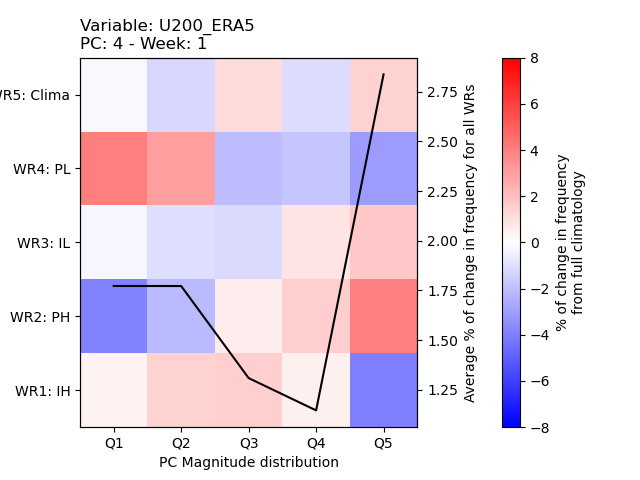 Variable: U200_ERA5
PC: 4 - Week: 1
WR5: Clima
WR4: PL
WR3: IL
WR2: PH
WR1: IH
Q1 Q2 Q3 Q4 Q5
PC Magnitude distribution
2.75
2.50
2.25
2.00
1.75
1.50
1.25
Average % of change in frequency for all WRs
8
6
4
2
0
−2
−4
−6
−8
% of change in frequency
from full climatology